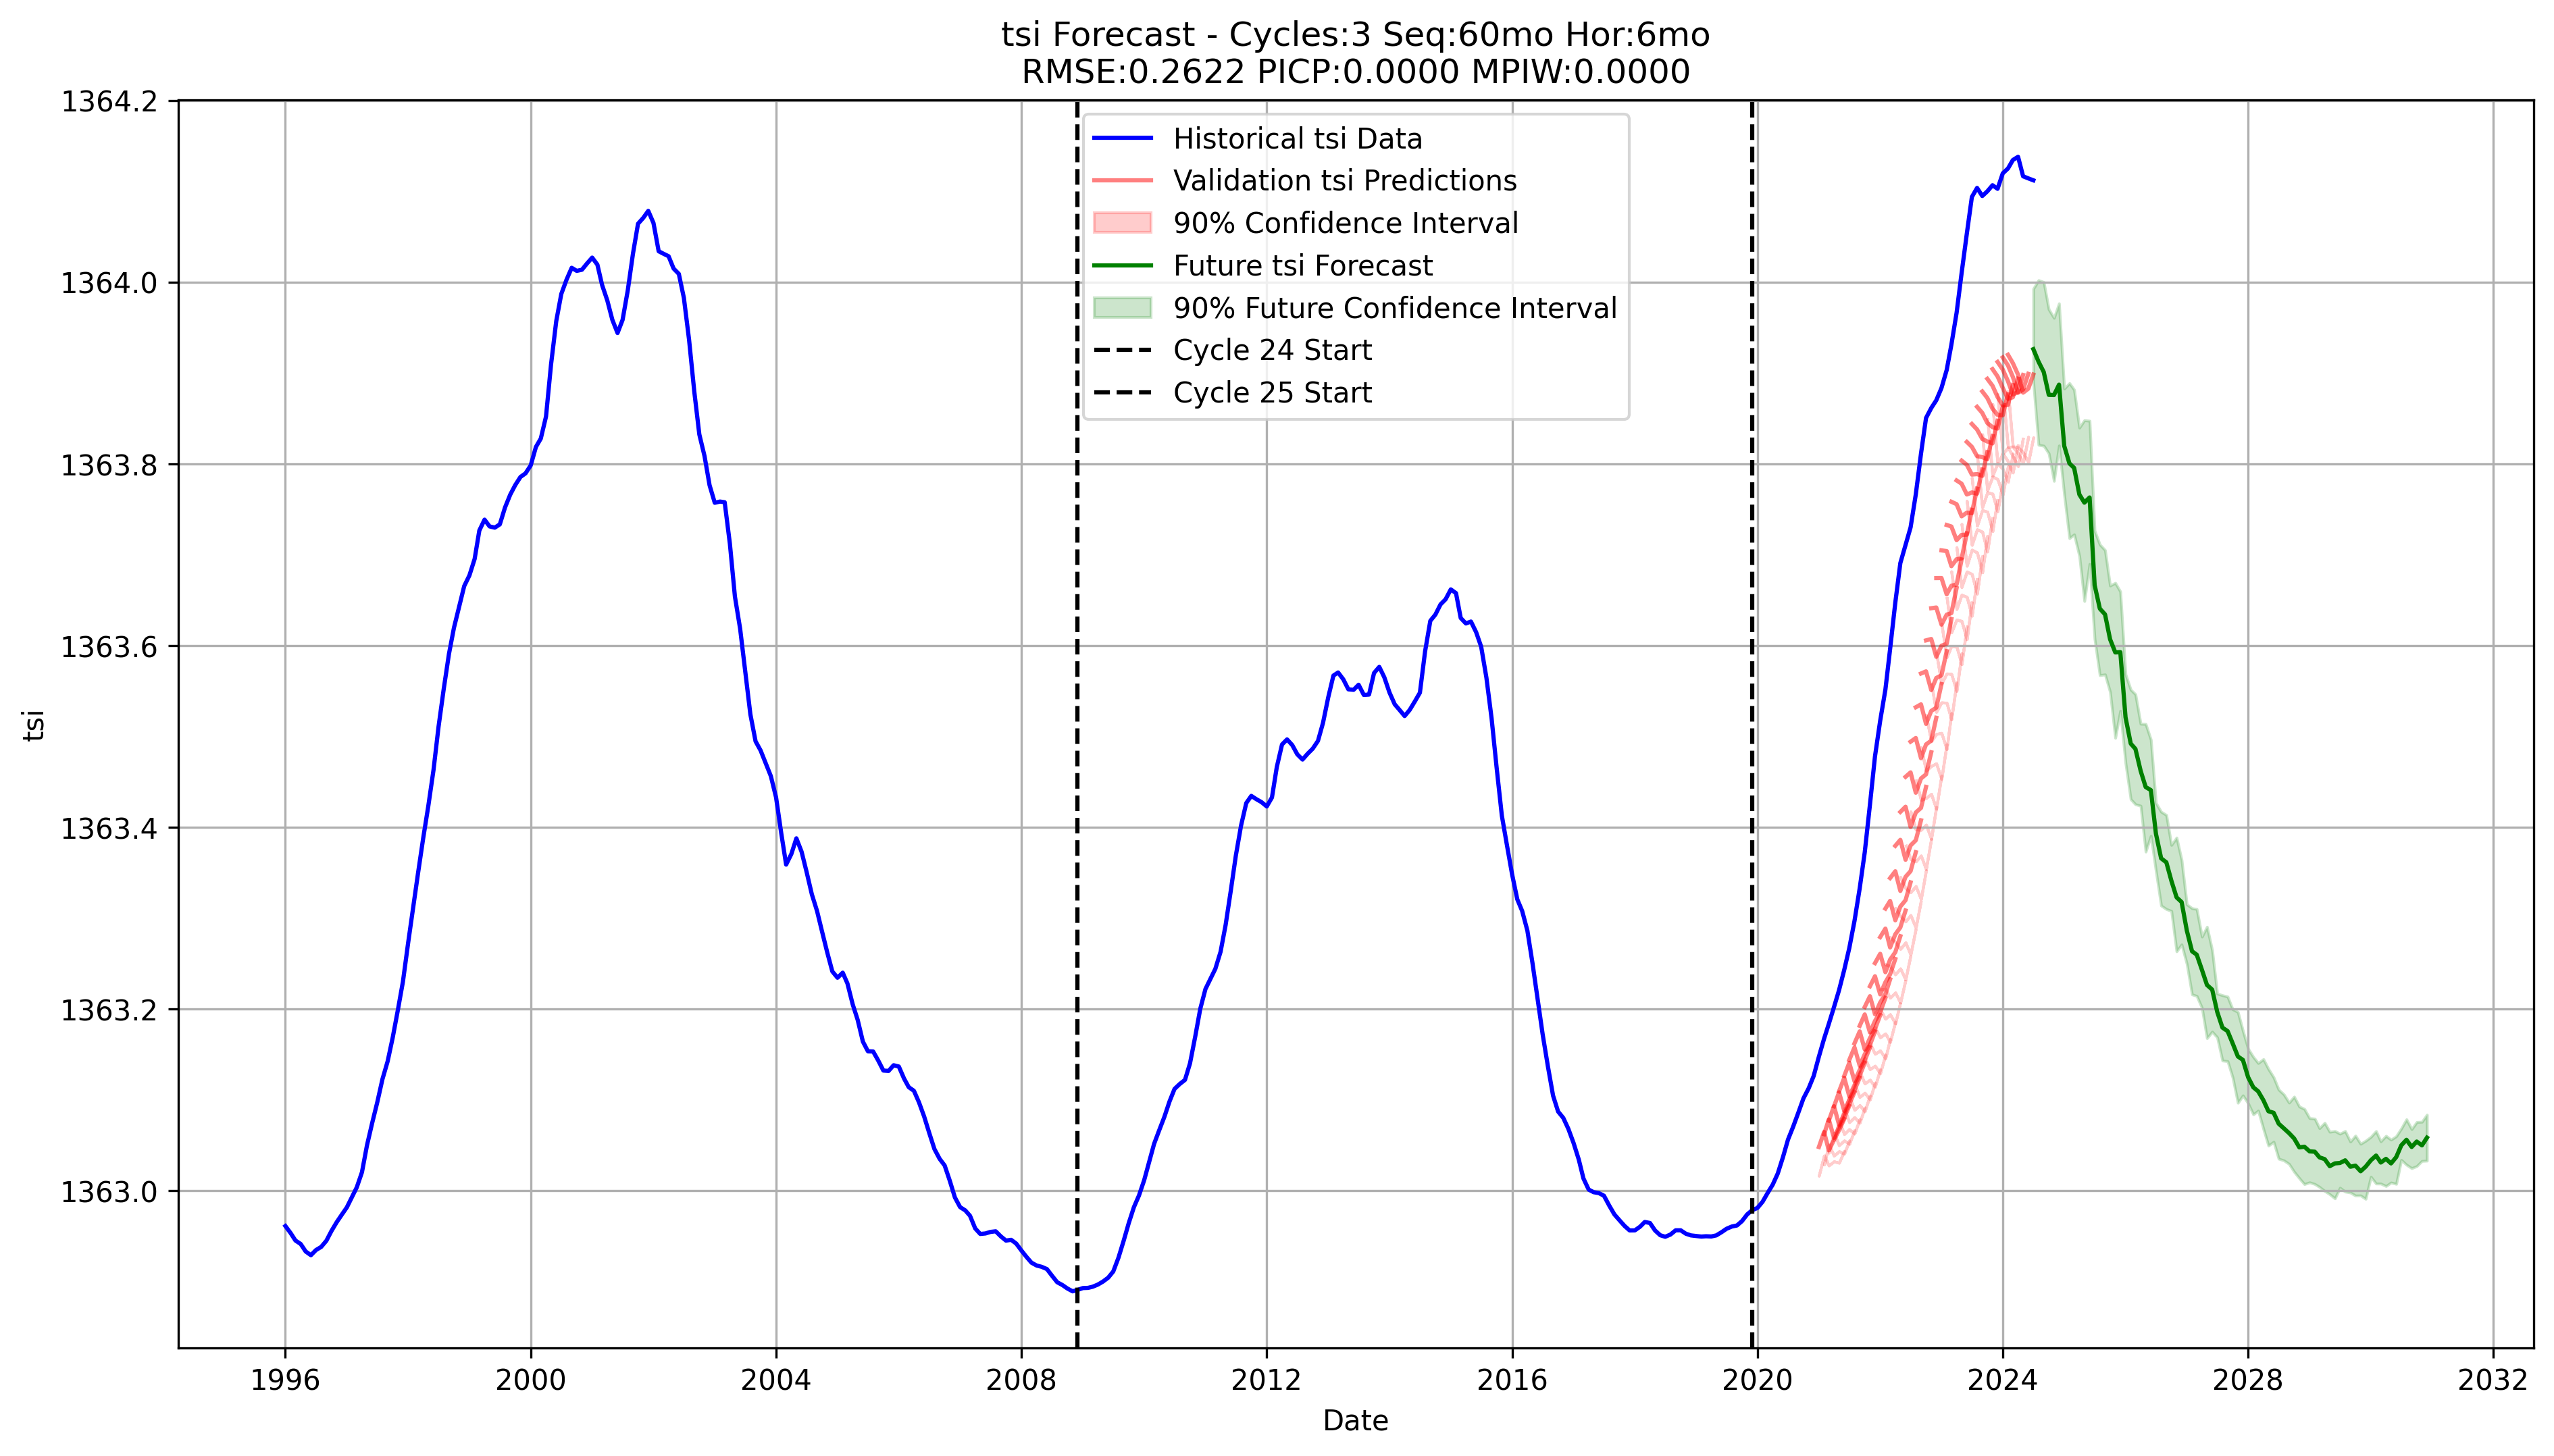 tsi Forecast - Cycles:3 Seq:60mo Hor:6mo
RMSE:0.2622 PICP:0.0000 MPIW:0.0000
1364.2
1364.0
1363.8
1363.6
1363.4
1363.2
1363.0
tsi
Historical tsi Data
Validation tsi Predictions
90% Confidence Interval
Future tsi Forecast
90% Future Confidence Interval
Cycle 24 Start
Cycle 25 Start
1996 2000 2004 2008 2012 2016 2020 2024 2028 2032
Date